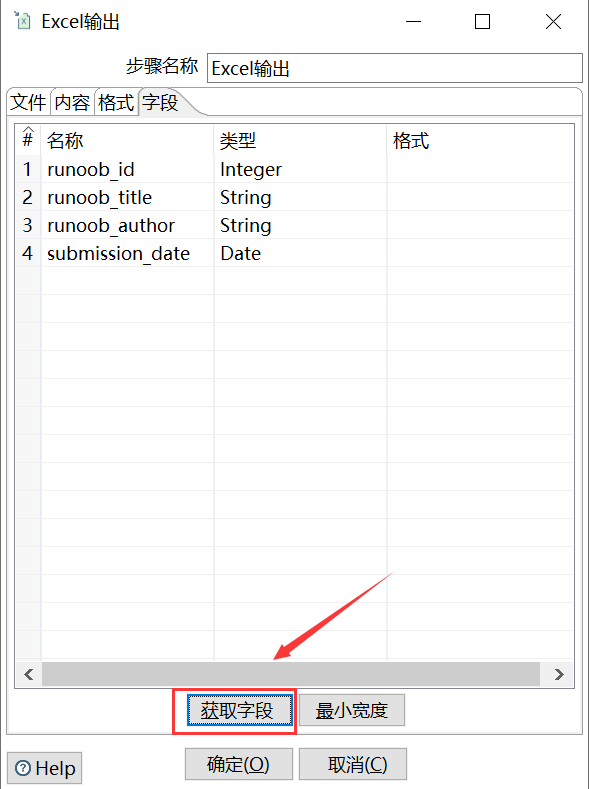 Excel输出
步骤名称 Excel输出
文件 内容 格式 字段
# 名称 类型 格式
1 runoob_id Integer
2 runoob_title String
3 runoob_author String
4 submission_date Date
获取字段 最小宽度
Help 确定(O) 取消(C)